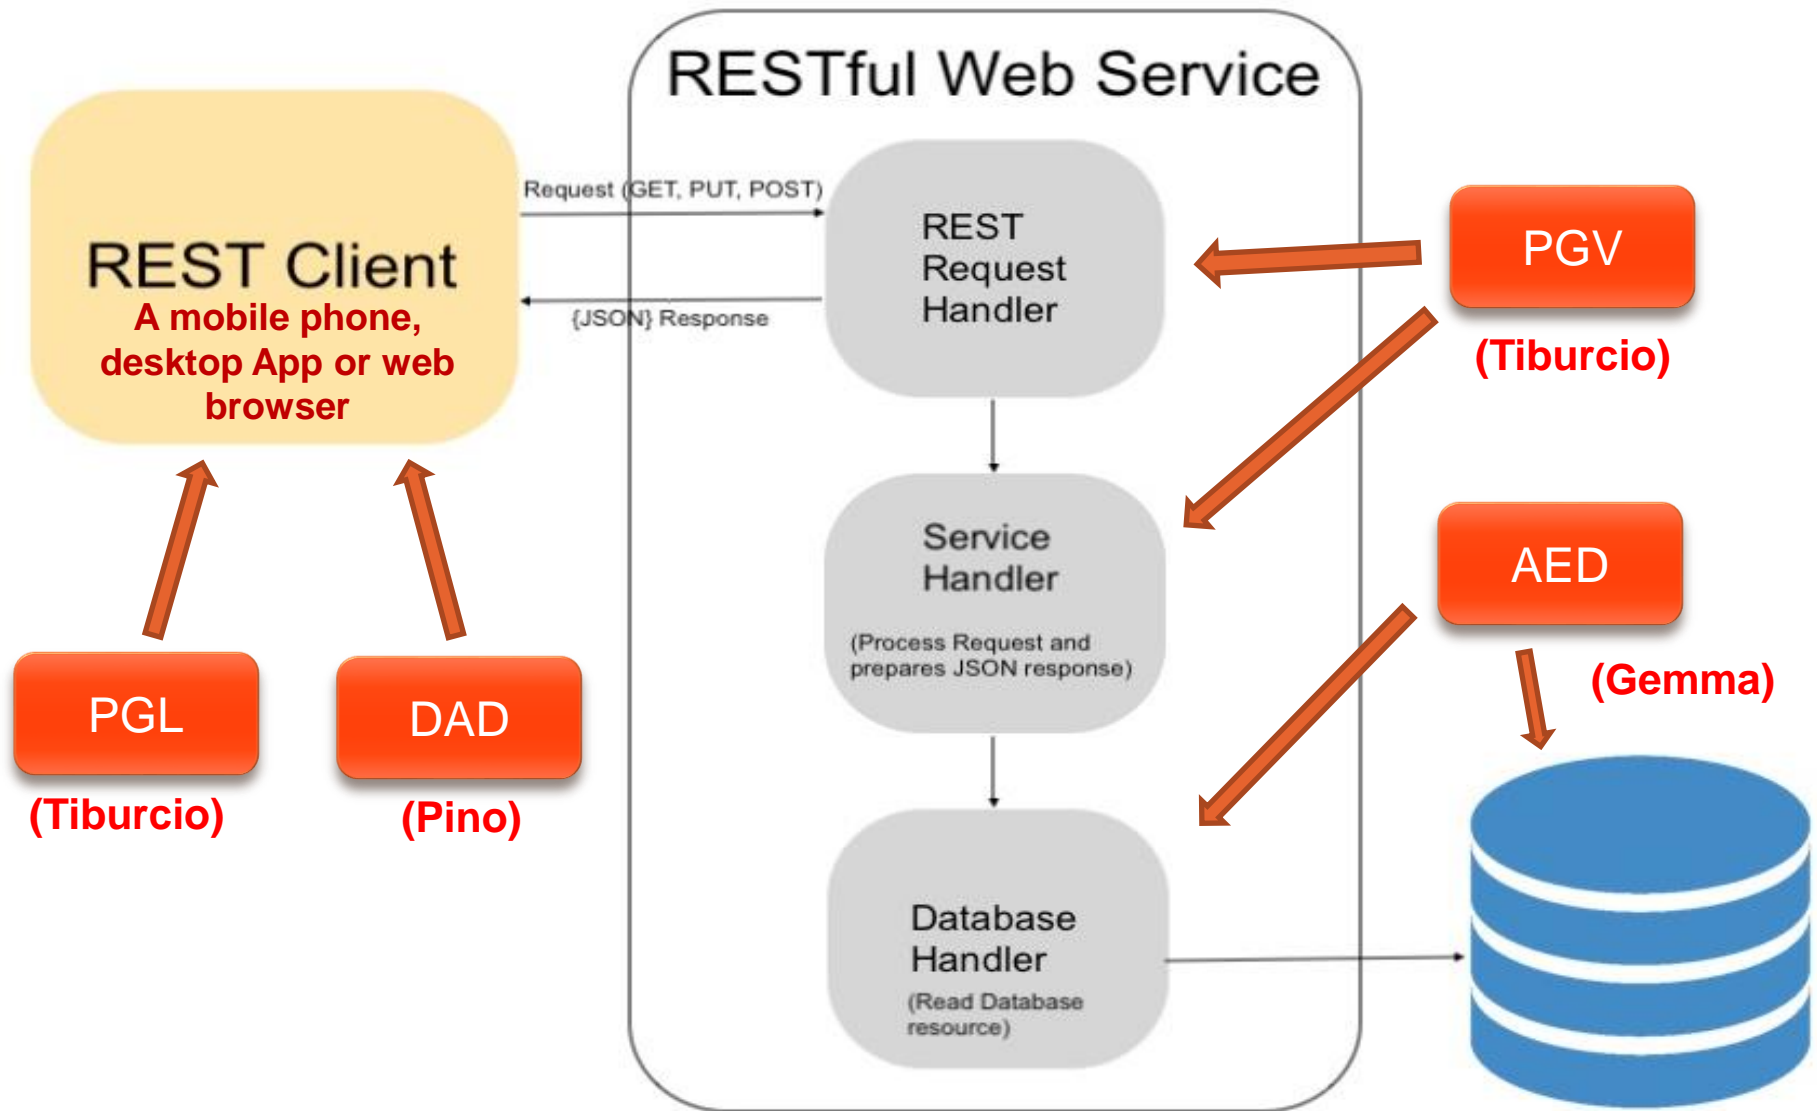 RESTful Web Service
REST Client
A mobile phone,
desktop App or web
browser
Request (GET, PUT, POST)
{JSON} Response
REST
Request
Handler
PGV
(Tiburcio)
Service
Handler
(Process Request and
prepares JSON response)
AED
(Gemma)
PGL
(Tiburcio)
DAD
(Pino)
Database
Handler
(Read Database
resource)